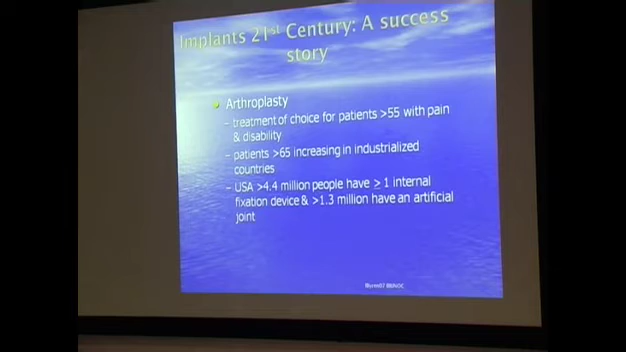 Implants 21st Century: A success
story
Arthroplasty
– treatment of choice for patients >55 with pain
& disability
– patients >65 increasing in industrialized
countries
– USA >4.4 million people have ≥ 1 internal
fixation device & >1.3 million have an artificial
joint